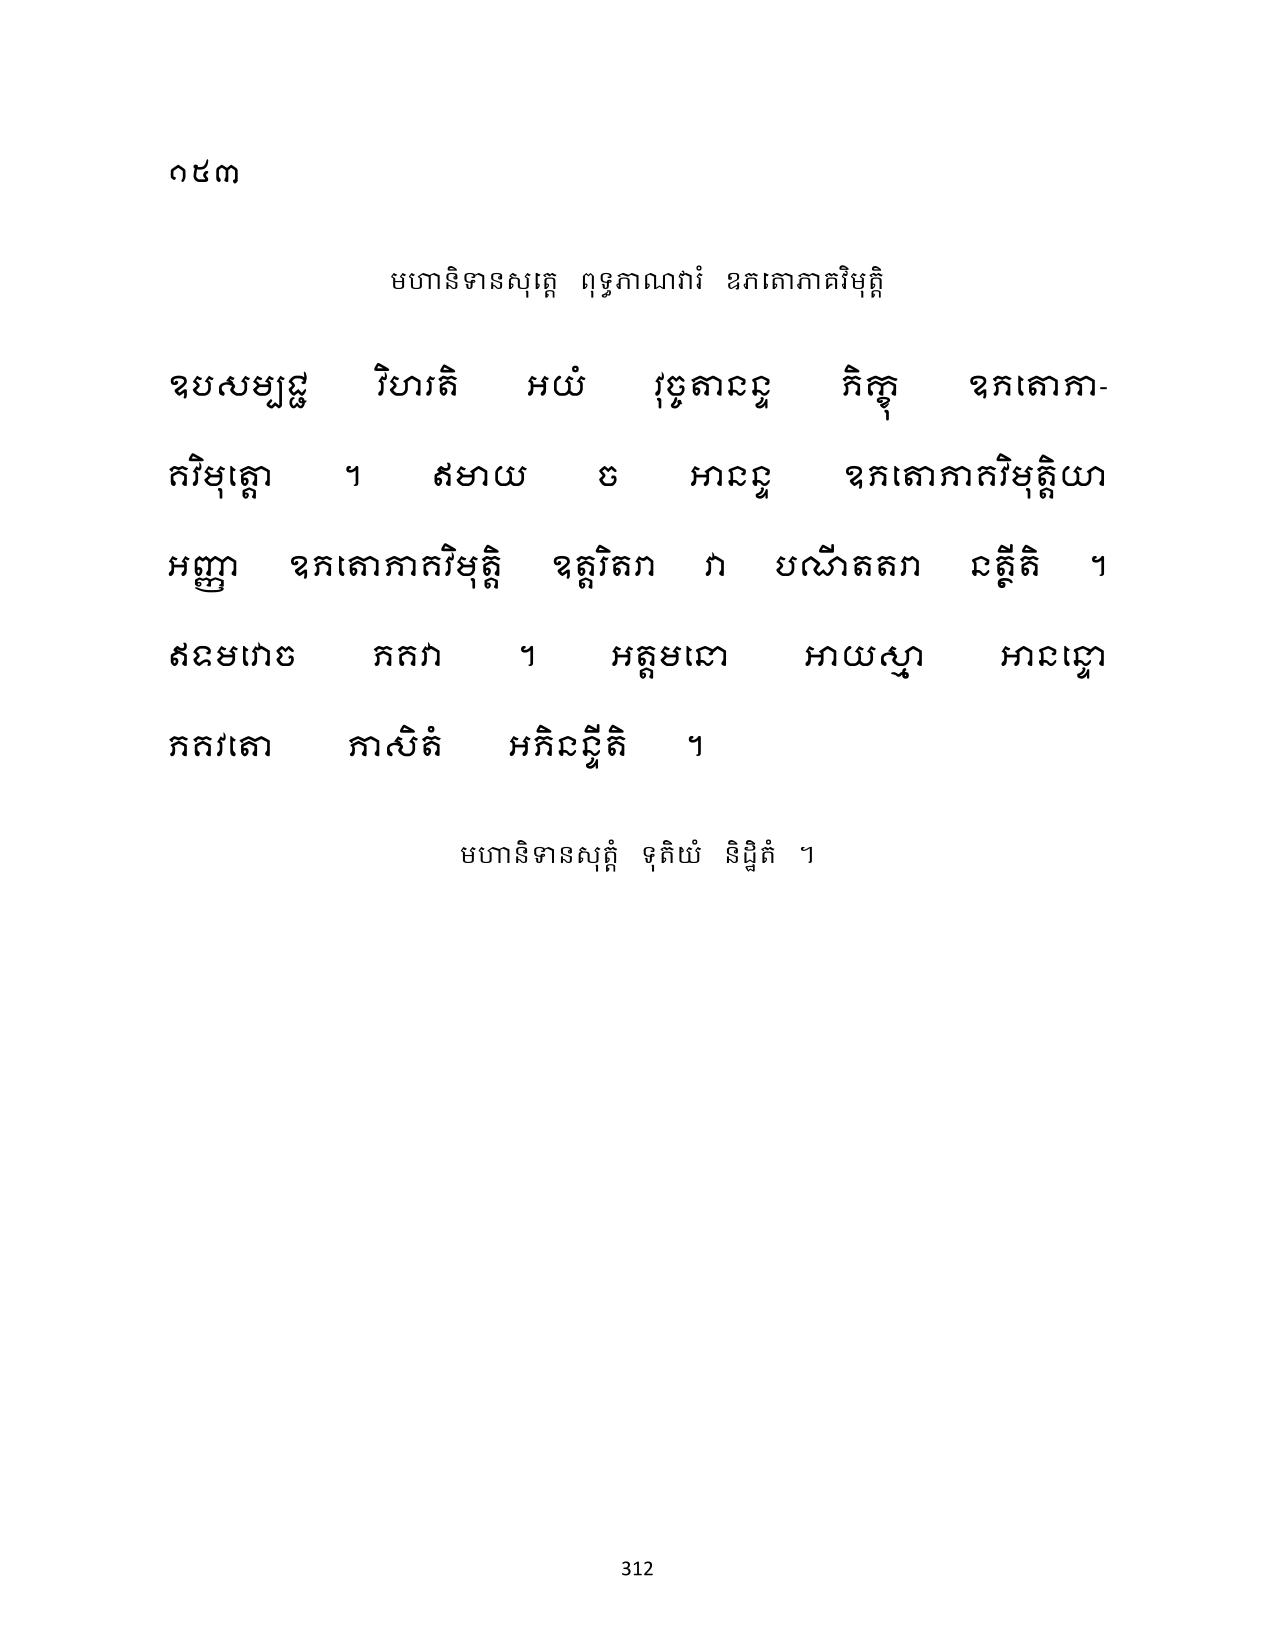 ១៥៣
មហានិទានសុត្តេ ពុទ្ធភាណវារំ ឧភតោភាគវិមុត្តិ
ឧបសម្បជ្ជ វិហរតិ អយំ វុច្ចតានន្ទ ភិក្ខុ ឧភតោភា-
គវិមុត្តោ ។ ឥមាយ ច អានន្ទ ឧភតោភាគវិមុត្តិយា
អញ្ញា ឧភតោភាគវិមុត្តិ ឧត្តរិតរា វា បណីតតរា នត្ថីតិ ។
ឥទមវោច ភគវា ។ អត្តមនោ អាយស្មា អានន្ទោ
ភគវតោ ភាសិតំ អភិនន្ទីតិ ។
មហានិទានសុត្តំ ទុតិយំ និដ្ឋិតំ ។
312